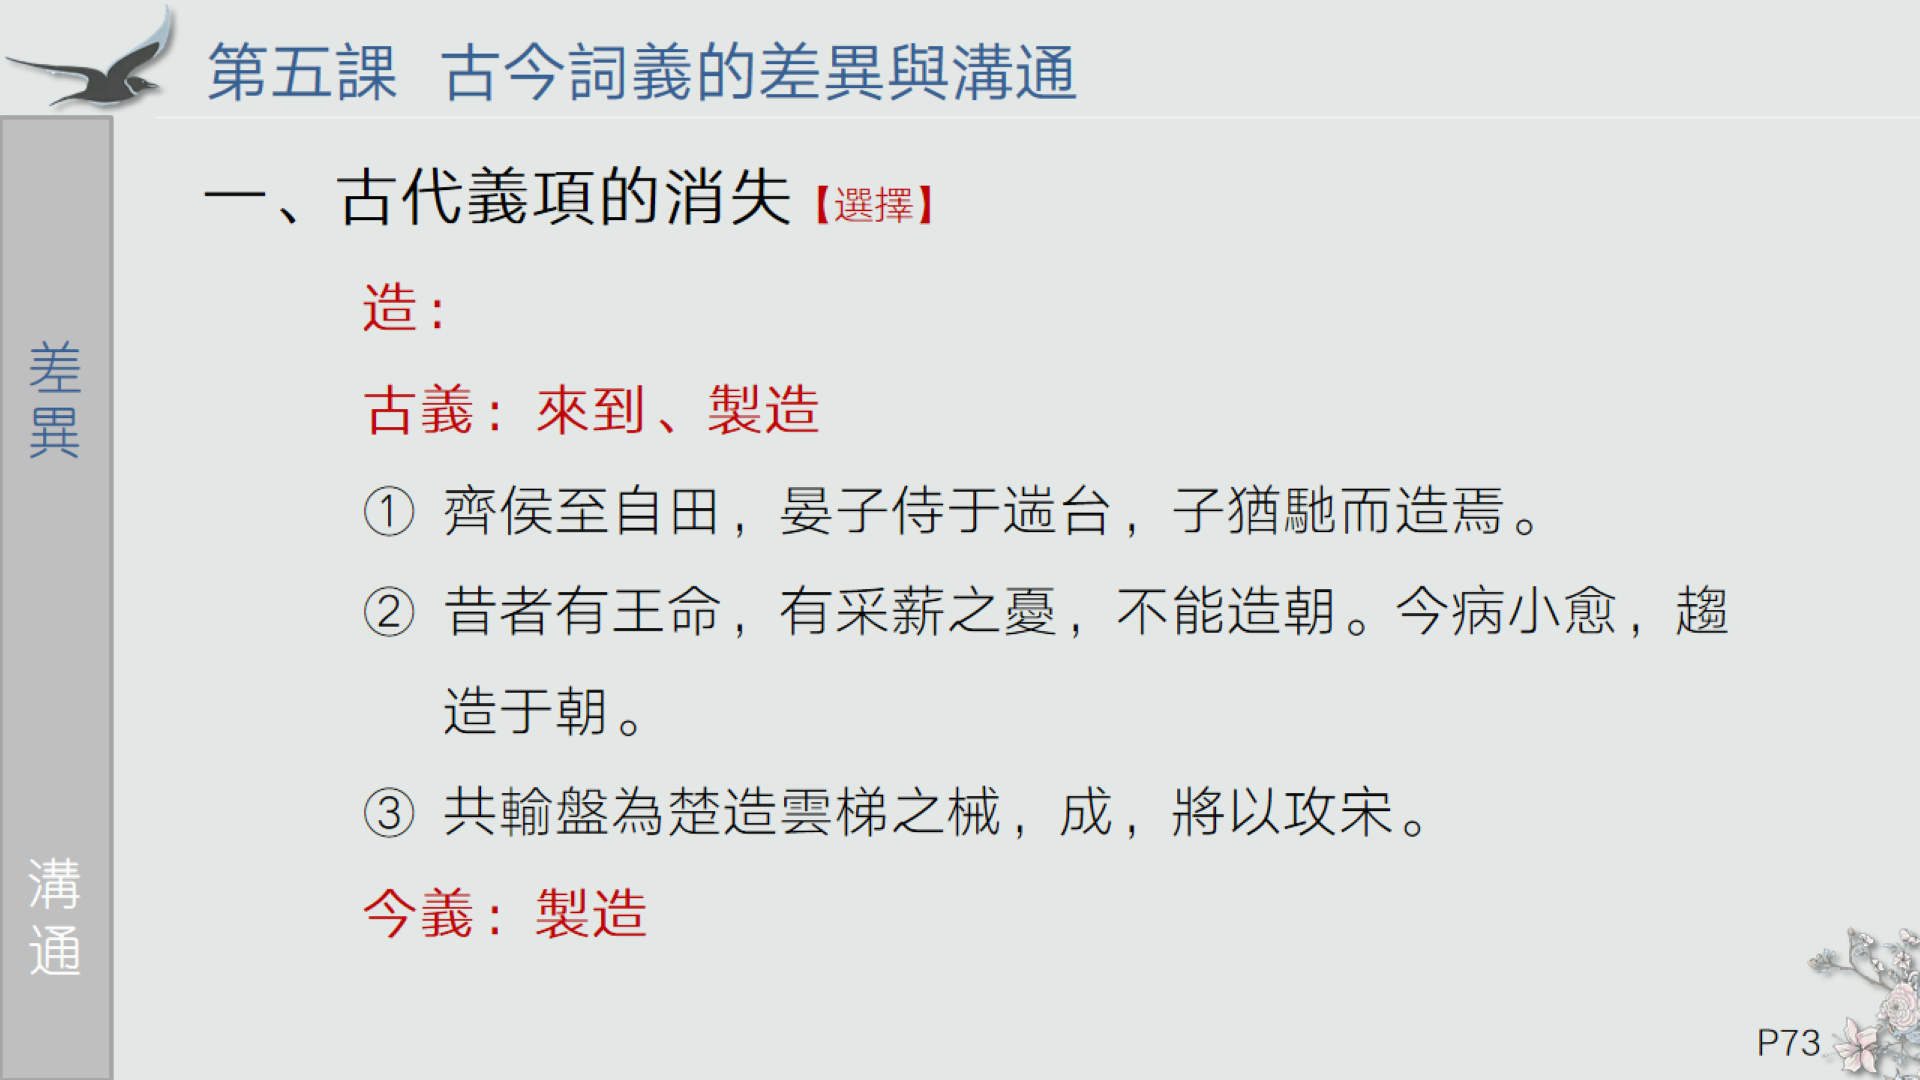 第五課 古今詞義的差異與溝通
差異
溝通
一、古代義項的消失【選擇】
造：
古義：來到、製造
① 齊侯至自田，晏子侍于遄台，子猶馳而造焉。
② 昔者有王命，有采薪之憂，不能造朝。今病小愈，趨
造于朝。
③ 共輸盤為楚造雲梯之械，成，將以攻宋。
今義：製造
P73